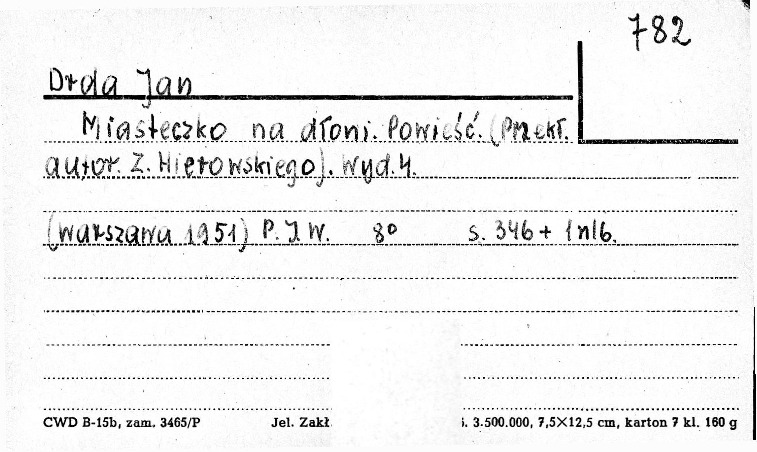 782
Drda Jan
Miasteczko na dłoni. Powieść. (Przekł.
autor. Z. Hierowskiego). Wyd. 4.
(Warszawa 1951) P. I. W. 8° s. 346 + 1 nlb.
CWD B-15b, zam. 3465/P Jel. Zakł. 3.500.000, 7,5×12,5 cm, karton 7 kl. 160 g